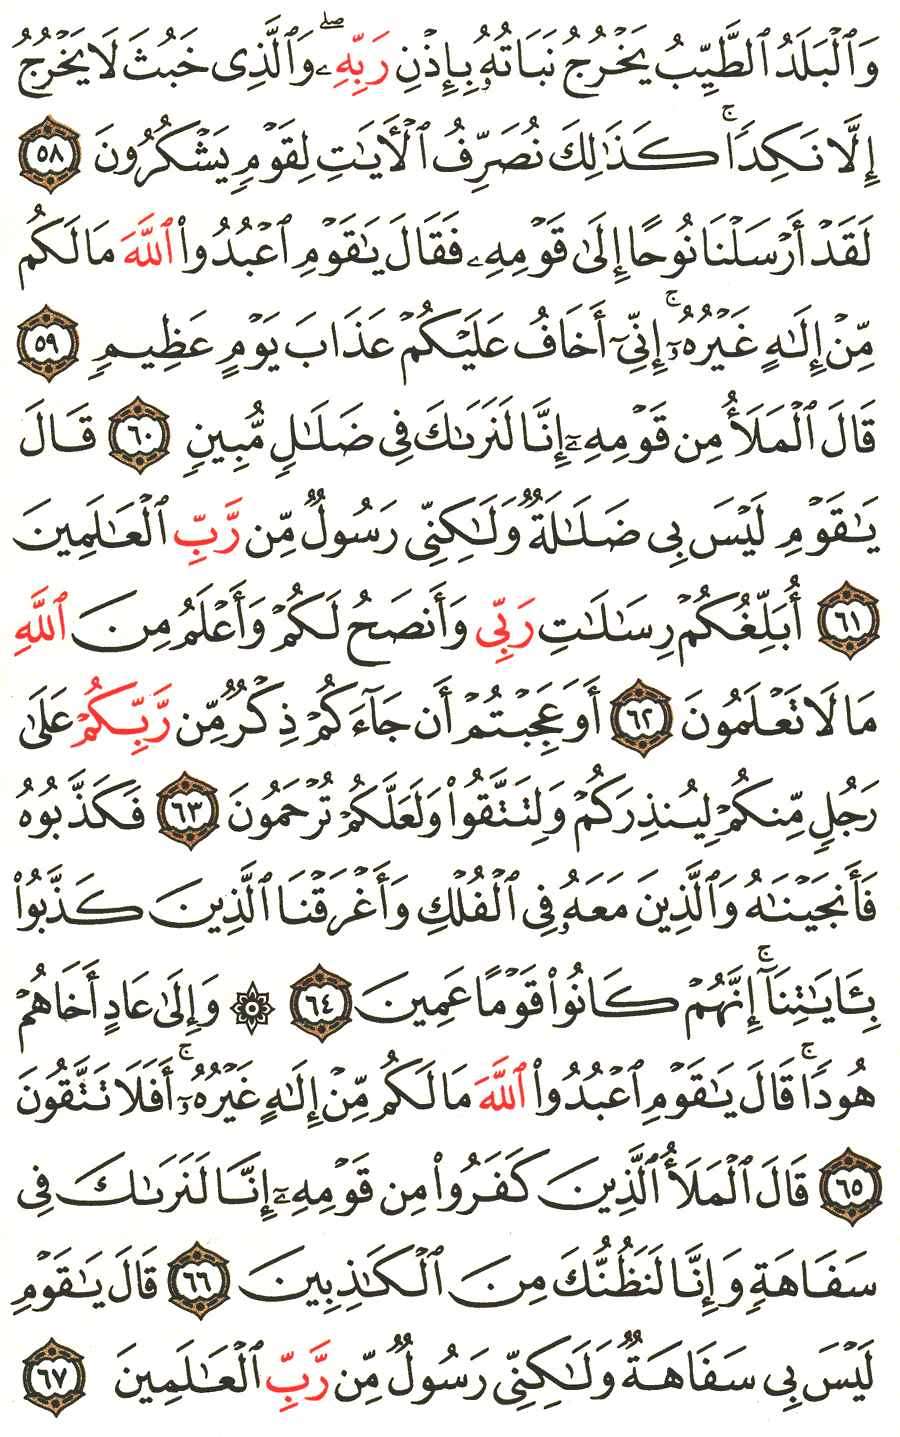 وَٱلْبَلَدُ ٱلطَّيِّبُ يَخْرُجُ نَبَاتُهُۥ بِإِذْنِ رَبِّهِۦۖ وَٱلَّذِى خَبُثَ لَا يَخْرُجُ
إِلَّا نَكِدًاۚ كَذَٰلِكَ نُصَرِّفُ ٱلْأَيَٰتِ لِقَوْمٍ يَشْكُرُونَ ٥٨
لَقَدْ أَرْسَلْنَا نُوحًا إِلَىٰ قَوْمِهِۦ فَقَالَ يَٰقَوْمِ ٱعْبُدُوا۟ ٱللَّهَ مَا لَكُم
مِّنْ إِلَٰهٍ غَيْرُهُۥٓۚ إِنِّىٓ أَخَافُ عَلَيْكُمْ عَذَابَ يَوْمٍ عَظِيمٍ ٥٩
قَالَ ٱلْمَلَأُ مِن قَوْمِهِۦٓ إِنَّا لَنَرَىٰكَ فِى ضَلَٰلٍ مُّبِينٍ ٦٠ قَالَ
يَٰقَوْمِ لَيْسَ بِى ضَلَٰلَةٌ وَلَٰكِنِّى رَسُولٌ مِّن رَّبِّ ٱلْعَٰلَمِينَ
٦١ أُبَلِّغُكُمْ رِسَٰلَٰتِ رَبِّى وَأَنصَحُ لَكُمْ وَأَعْلَمُ مِنَ ٱللَّهِ
مَا لَا تَعْلَمُونَ ٦٢ أَوَعَجِبْتُمْ أَن جَآءَكُمْ ذِكْرٌ مِّن رَّبِّكُمْ عَلَىٰ
رَجُلٍ مِّنكُمْ لِيُنذِرَكُمْ وَلِتَتَّقُوا۟ وَلَعَلَّكُمْ تُرْحَمُونَ ٦٣ فَكَذَّبُوهُ
فَأَنجَيْنَٰهُ وَٱلَّذِينَ مَعَهُۥ فِى ٱلْفُلْكِ وَأَغْرَقْنَا ٱلَّذِينَ كَذَّبُوا۟
بِـَٔايَٰتِنَآۚ إِنَّهُمْ كَانُوا۟ قَوْمًا عَمِينَ ٦٤ ۞ وَإِلَىٰ عَادٍ أَخَاهُمْ
هُودًاۚ قَالَ يَٰقَوْمِ ٱعْبُدُوا۟ ٱللَّهَ مَا لَكُم مِّنْ إِلَٰهٍ غَيْرُهُۥٓۚ أَفَلَا تَتَّقُونَ
٦٥ قَالَ ٱلْمَلَأُ ٱلَّذِينَ كَفَرُوا۟ مِن قَوْمِهِۦٓ إِنَّا لَنَرَىٰكَ فِى
سَفَاهَةٍ وَإِنَّا لَنَظُنُّكَ مِنَ ٱلْكَٰذِبِينَ ٦٦ قَالَ يَٰقَوْمِ
لَيْسَ بِى سَفَاهَةٌ وَلَٰكِنِّى رَسُولٌ مِّن رَّبِّ ٱلْعَٰلَمِينَ ٦٧